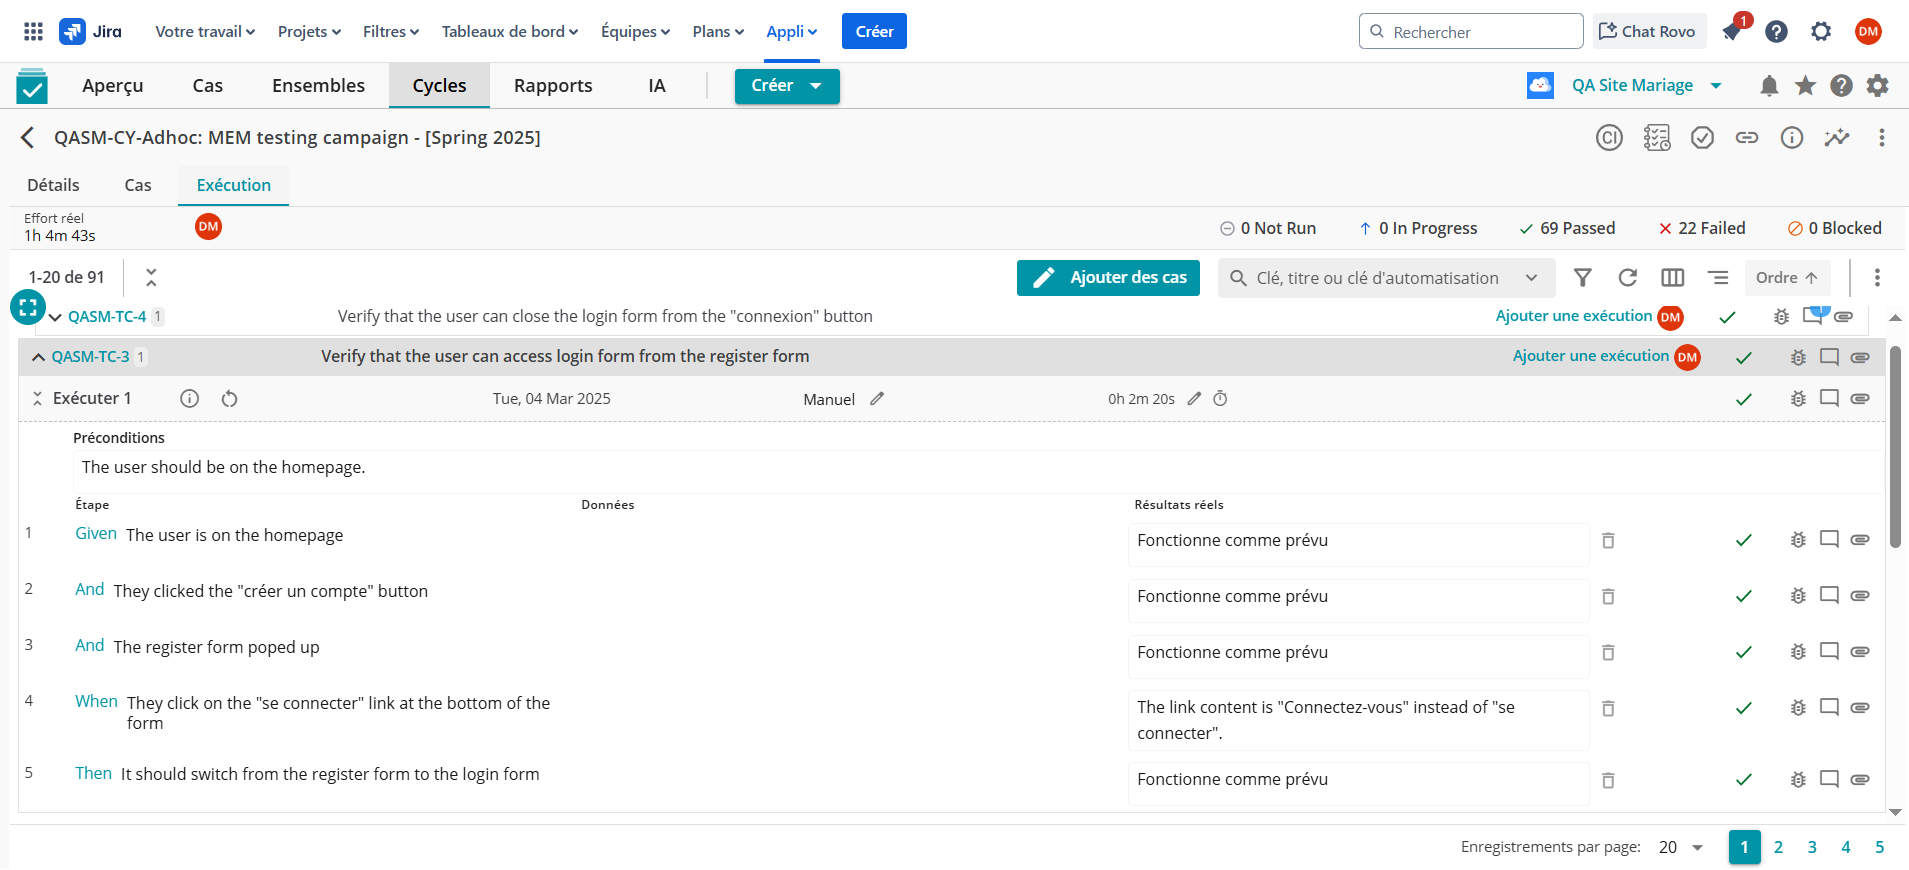 Jira Votre travail Projets Filtres Tableaux de bord Équipes Plans Appli Créer Rechercher Chat Rovo 1 DM
Aperçu Cas Ensembles Cycles Rapports IA Créer QA Site Mariage
QASM-CY-Adhoc: MEM testing campaign - [Spring 2025] CI
Détails Cas Exécution
Effort réel
1h 4m 43s DM 0 Not Run 0 In Progress 69 Passed 22 Failed 0 Blocked
1-20 de 91 Ajouter des cas Clé, titre ou clé d'automatisation Ordre
QASM-TC-4 1 Verify that the user can close the login form from the "connexion" button Ajouter une exécution DM
QASM-TC-3 1 Verify that the user can access login form from the register form Ajouter une exécution DM
Exécuter 1 Tue, 04 Mar 2025 Manuel 0h 2m 20s
Préconditions
The user should be on the homepage.
Étape Données Résultats réels
1 Given The user is on the homepage Fonctionne comme prévu
2 And They clicked the "créer un compte" button Fonctionne comme prévu
3 And The register form poped up Fonctionne comme prévu
4 When They click on the "se connecter" link at the bottom of the
form
The link content is "Connectez-vous" instead of "se
connecter".
5 Then It should switch from the register form to the login form Fonctionne comme prévu
Enregistrements par page: 20 1 2 3 4 5